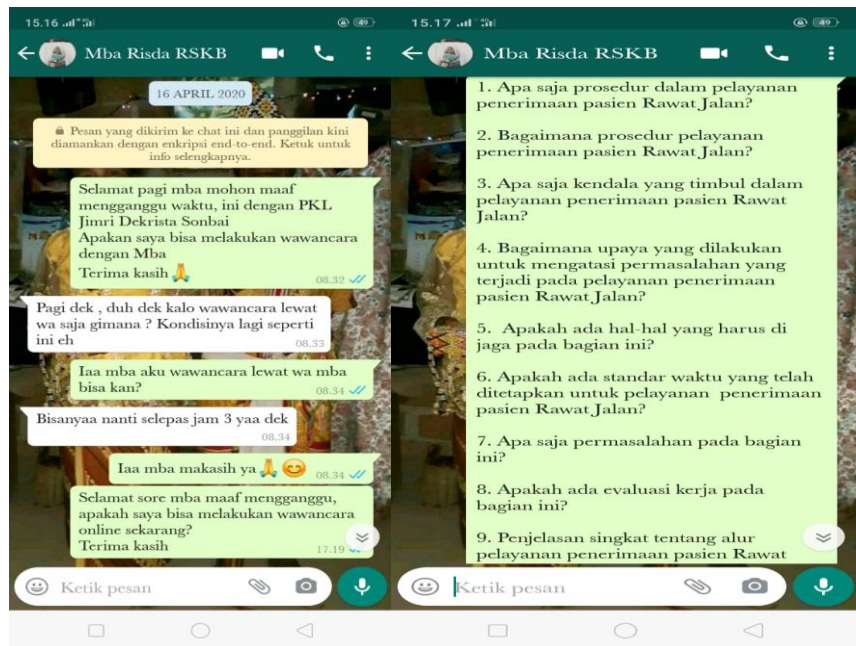 15.16
49
Mba Risda RSKB
16 APRIL 2020
Pesan yang dikirim ke chat ini dan panggilan kini
diamankan dengan enkripsi end-to-end. Ketuk untuk
info selengkapnya.
Selamat pagi mba mohon maaf
mengganggu waktu, ini dengan PKL
Jimri Dekrista Sonbai
Apakan saya bisa melakukan wawancara
dengan Mba
Terima kasih 🙏
08.32
Pagi dek , duh dek kalo wawancara lewat
wa saja gimana ? Kondisinya lagi seperti
ini eh
08.33
Iaa mba aku wawancara lewat wa mba
bisa kan?
08.34
Bisanyaa nanti selepas jam 3 yaa dek
08.34
Iaa mba makasih ya 🙏😊
08.34
Selamat sore mba maaf mengganggu,
apakah saya bisa melakukan wawancara
online sekarang?
Terima kasih
17.19
Ketik pesan
15.17
49
Mba Risda RSKB
1. Apa saja prosedur dalam pelayanan
penerimaan pasien Rawat Jalan?
2. Bagaimana prosedur pelayanan
penerimaan pasien Rawat Jalan?
3. Apa saja kendala yang timbul dalam
pelayanan penerimaan pasien Rawat
Jalan?
4. Bagaimana upaya yang dilakukan
untuk mengatasi permasalahan yang
terjadi pada pelayanan penerimaan
pasien Rawat Jalan?
5. Apakah ada hal-hal yang harus di
jaga pada bagian ini?
6. Apakah ada standar waktu yang telah
ditetapkan untuk pelayanan penerimaan
pasien Rawat Jalan?
7. Apa saja permasalahan pada bagian
ini?
8. Apakah ada evaluasi kerja pada
bagian ini?
9. Penjelasan singkat tentang alur
pelayanan penerimaan pasien Rawat
Ketik pesan